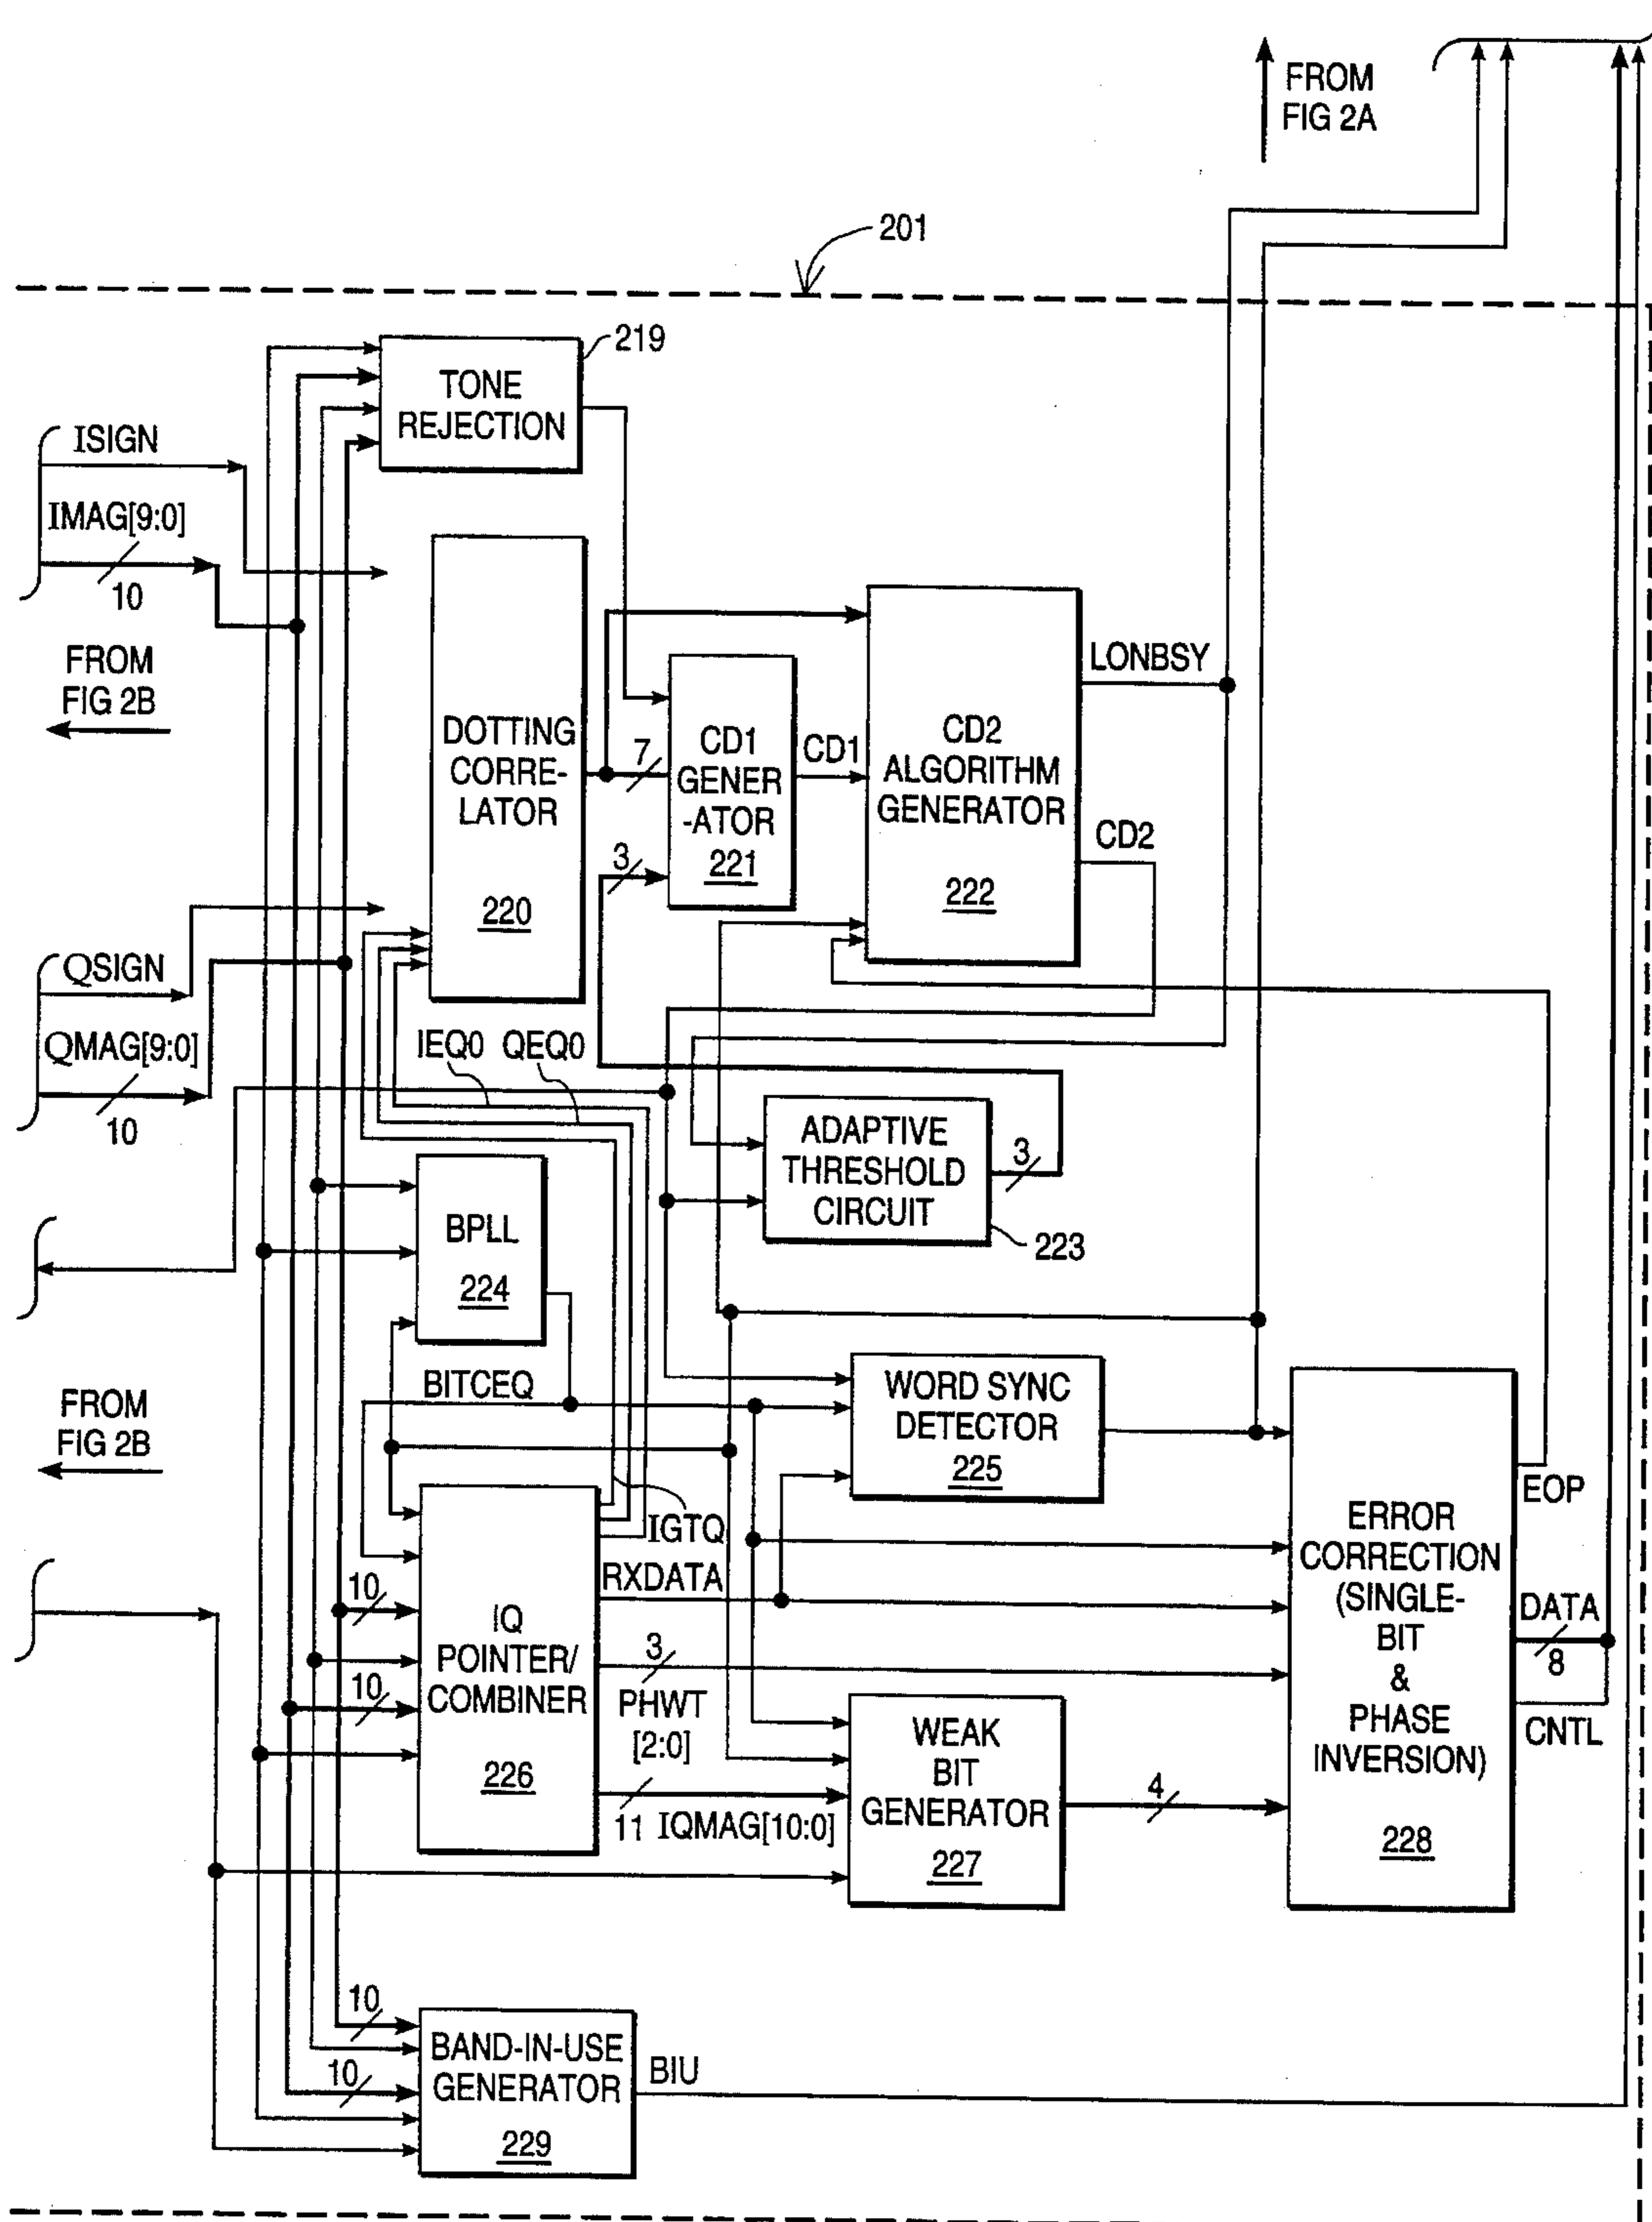 FROM
FIG 2A
201
219
TONE
REJECTION
ISIGN
IMAG[9:0]
10
FROM
FIG 2B
DOTTING
CORRE-
LATOR
220
7
3
CD1
GENER
-ATOR
221
CD1
CD2
ALGORITHM
GENERATOR
222
LONBSY
CD2
QSIGN
QMAG[9:0]
10
IEQ0
QEQ0
ADAPTIVE
THRESHOLD
CIRCUIT
3
223
BPLL
224
BITCEQ
WORD SYNC
DETECTOR
225
FROM
FIG 2B
IGTQ
RXDATA
10
10
IQ
POINTER/
COMBINER
226
3
PHWT
[2:0]
11
IQMAG[10:0]
WEAK
BIT
GENERATOR
227
4
ERROR
CORRECTION
(SINGLE-
BIT
&
PHASE
INVERSION)
228
EOP
DATA
8
CNTL
10
10
BAND-IN-USE
GENERATOR
229
BIU